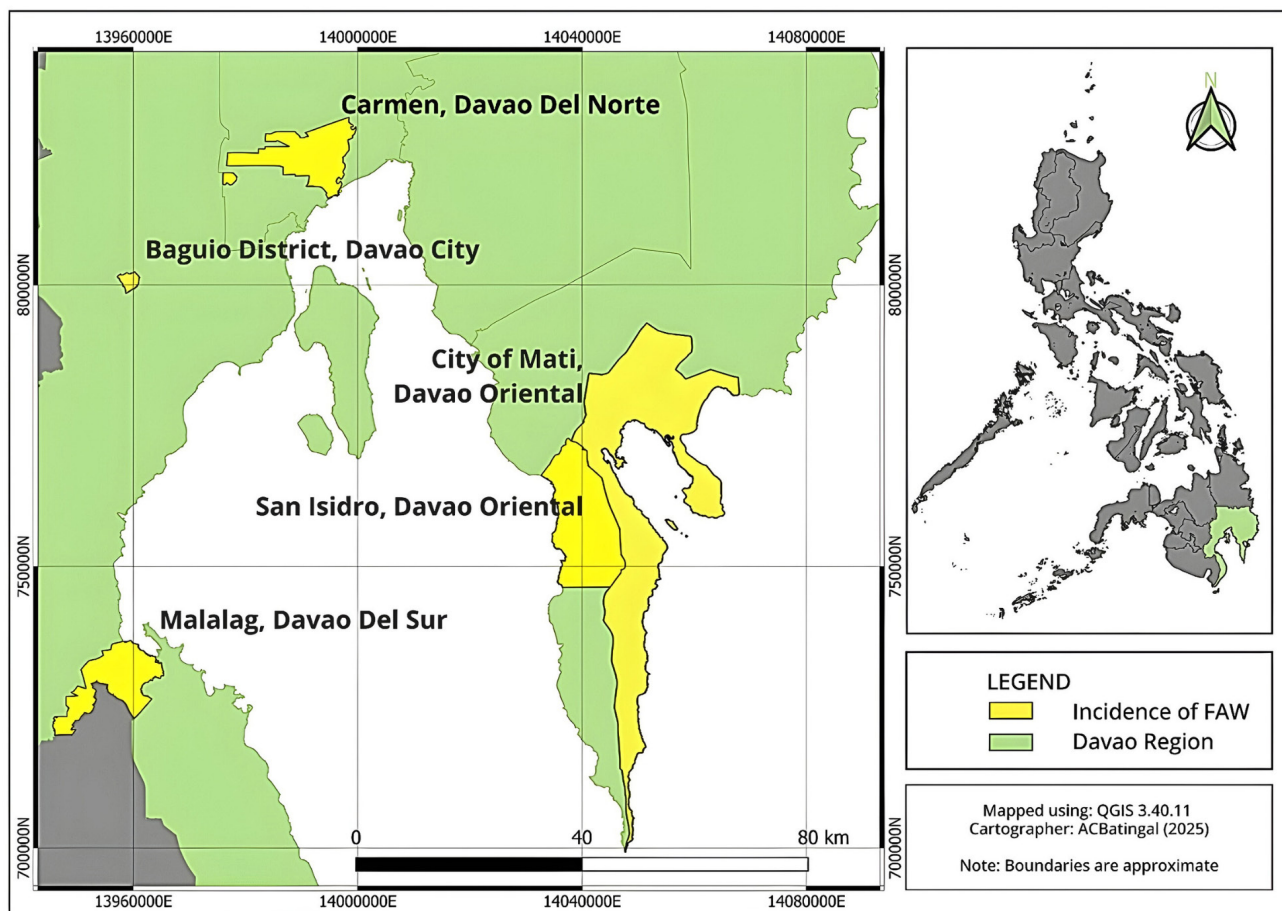 13960000E 14000000E 14040000E 14080000E
Carmen, Davao Del Norte
Baguio District, Davao City
800000N
800000N
City of Mati,
Davao Oriental
San Isidro, Davao Oriental
750000N
750000N
Malalag, Davao Del Sur
700000N
700000N
0 40 80 km
13960000E 14000000E 14040000E 14080000E
N
LEGEND
Incidence of FAW
Davao Region
Mapped using: QGIS 3.40.11
Cartographer: ACBatingal (2025)
Note: Boundaries are approximate